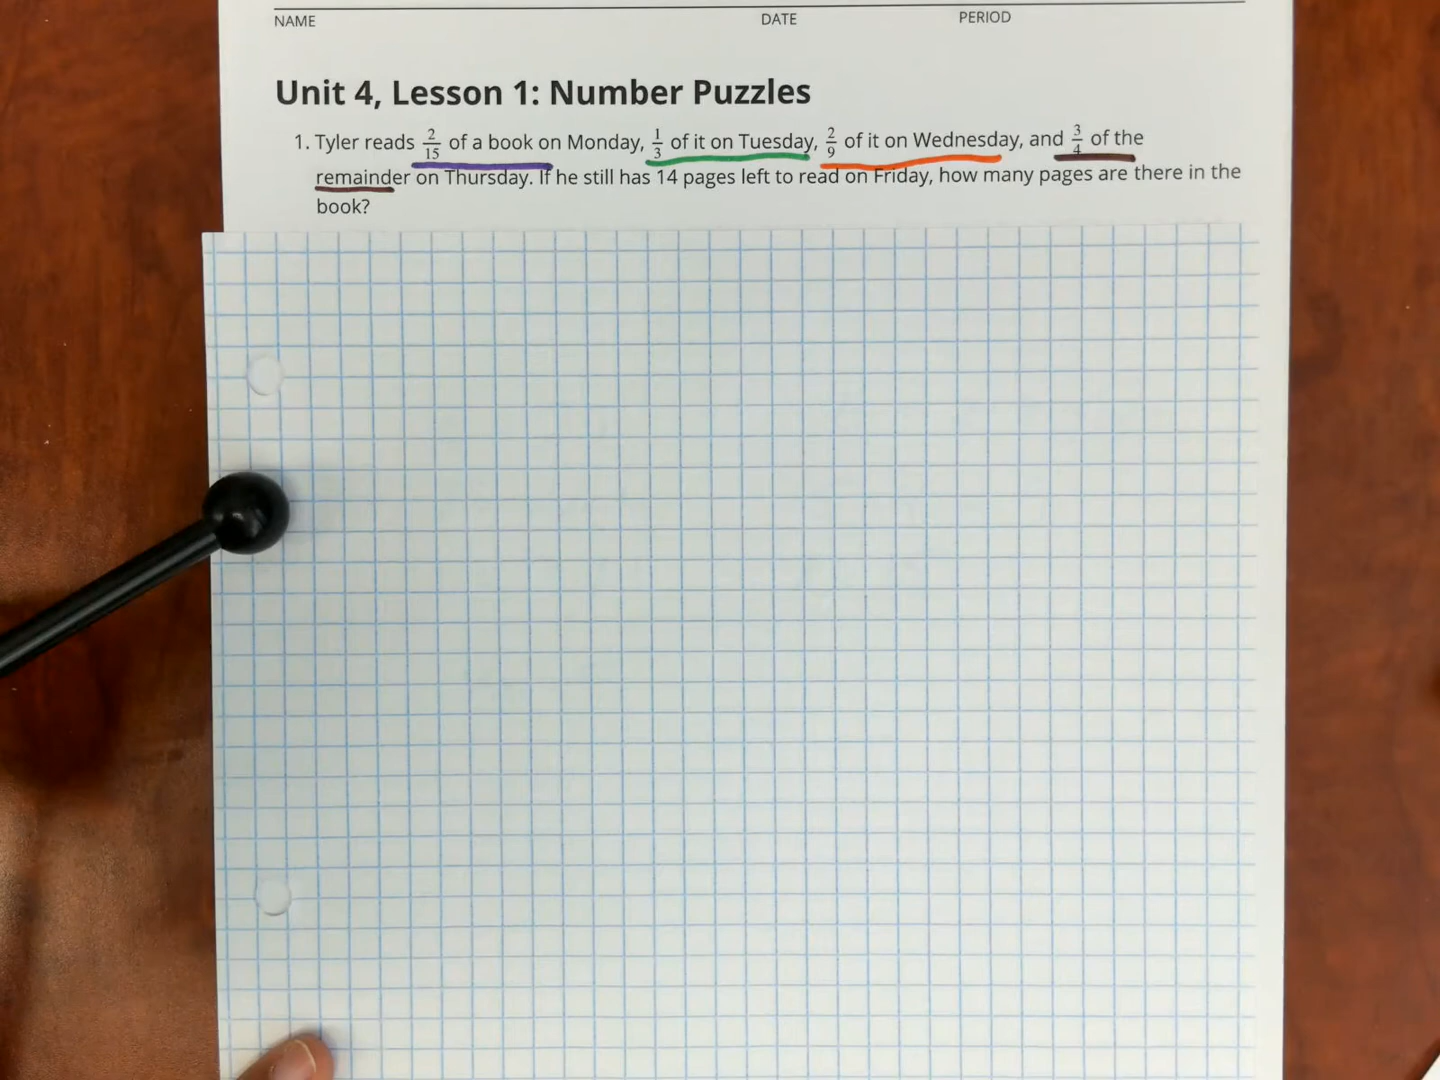 NAME DATE PERIOD
Unit 4, Lesson 1: Number Puzzles
1. Tyler reads 2/15 of a book on Monday, 1/3 of it on Tuesday, 2/9 of it on Wednesday, and 3/4 of the
remainder on Thursday. If he still has 14 pages left to read on Friday, how many pages are there in the
book?